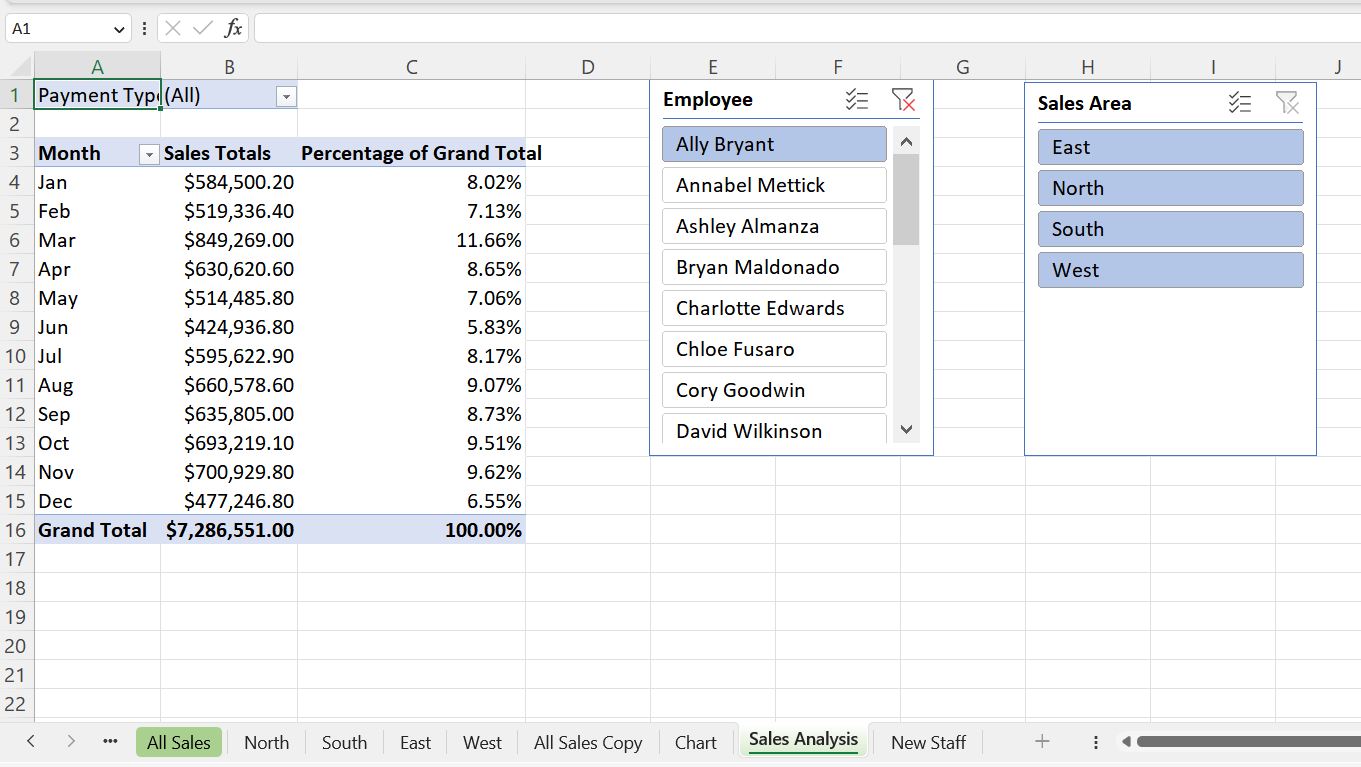 A1 fx
A B C D E F G H I J
1 Payment Type (All)
2
3 Month Sales Totals Percentage of Grand Total
4 Jan $584,500.20 8.02%
5 Feb $519,336.40 7.13%
6 Mar $849,269.00 11.66%
7 Apr $630,620.60 8.65%
8 May $514,485.80 7.06%
9 Jun $424,936.80 5.83%
10 Jul $595,622.90 8.17%
11 Aug $660,578.60 9.07%
12 Sep $635,805.00 8.73%
13 Oct $693,219.10 9.51%
14 Nov $700,929.80 9.62%
15 Dec $477,246.80 6.55%
16 Grand Total $7,286,551.00 100.00%
17
18
19
20
21
22
Employee
Ally Bryant
Annabel Mettick
Ashley Almanza
Bryan Maldonado
Charlotte Edwards
Chloe Fusaro
Cory Goodwin
David Wilkinson
Sales Area
East
North
South
West
All Sales North South East West All Sales Copy Chart Sales Analysis New Staff